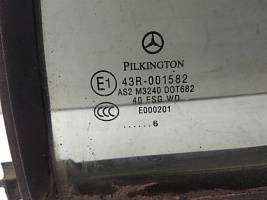 PILKINGTON
E1 43R-001582
AS2 M3240 DOT682
40 ESG WD
CCC E000201
......6